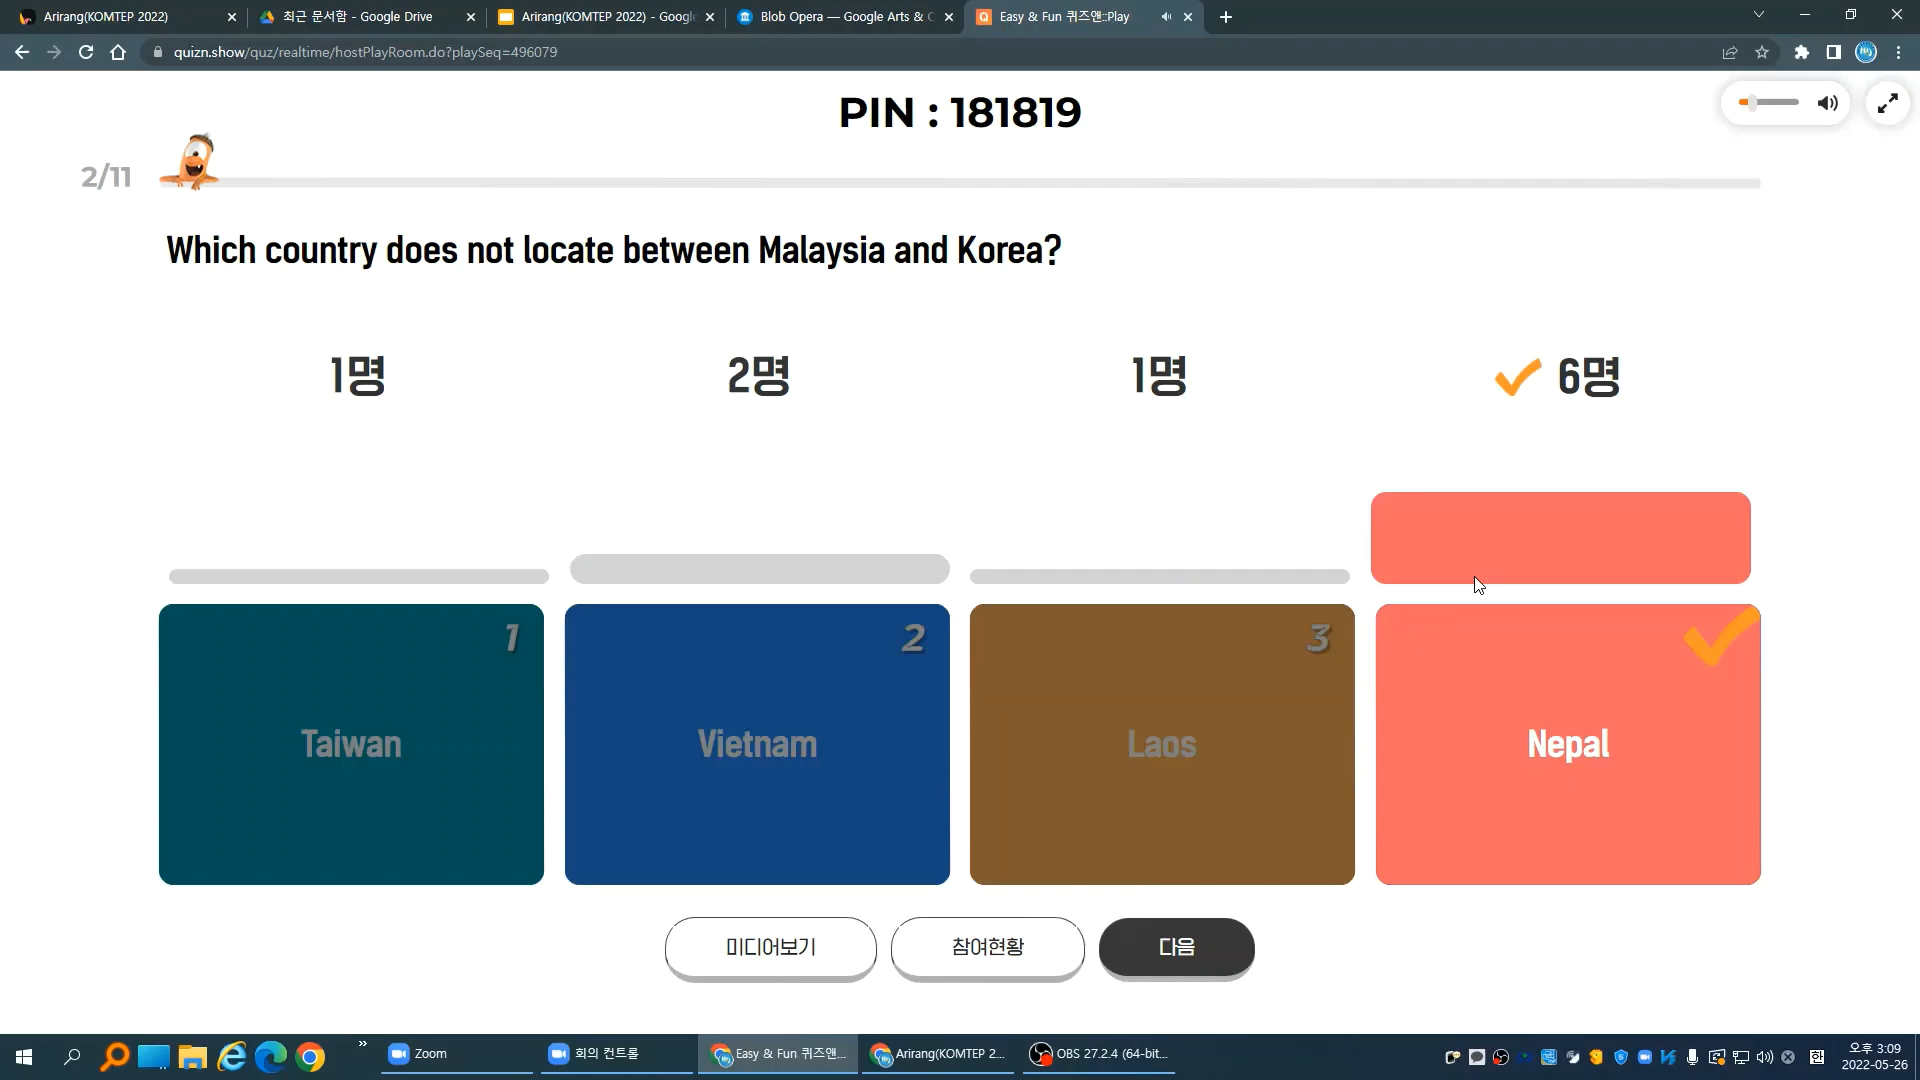 Arirang(KOMTEP 2022)
최근 문서함 - Google Drive
Arirang(KOMTEP 2022) - Googl
Blob Opera — Google Arts & C
Easy & Fun 퀴즈앤::Play
quizn.show/quz/realtime/hostPlayRoom.do?playSeq=496079
PIN : 181819
2/11
Which country does not locate between Malaysia and Korea?
1명
2명
1명
6명
1
2
3
Taiwan
Vietnam
Laos
Nepal
미디어보기
참여현황
다음
Zoom
회의 컨트롤
Easy & Fun 퀴즈앤...
Arirang(KOMTEP 2...
OBS 27.2.4 (64-bit...
한
오후 3:09
2022-05-26